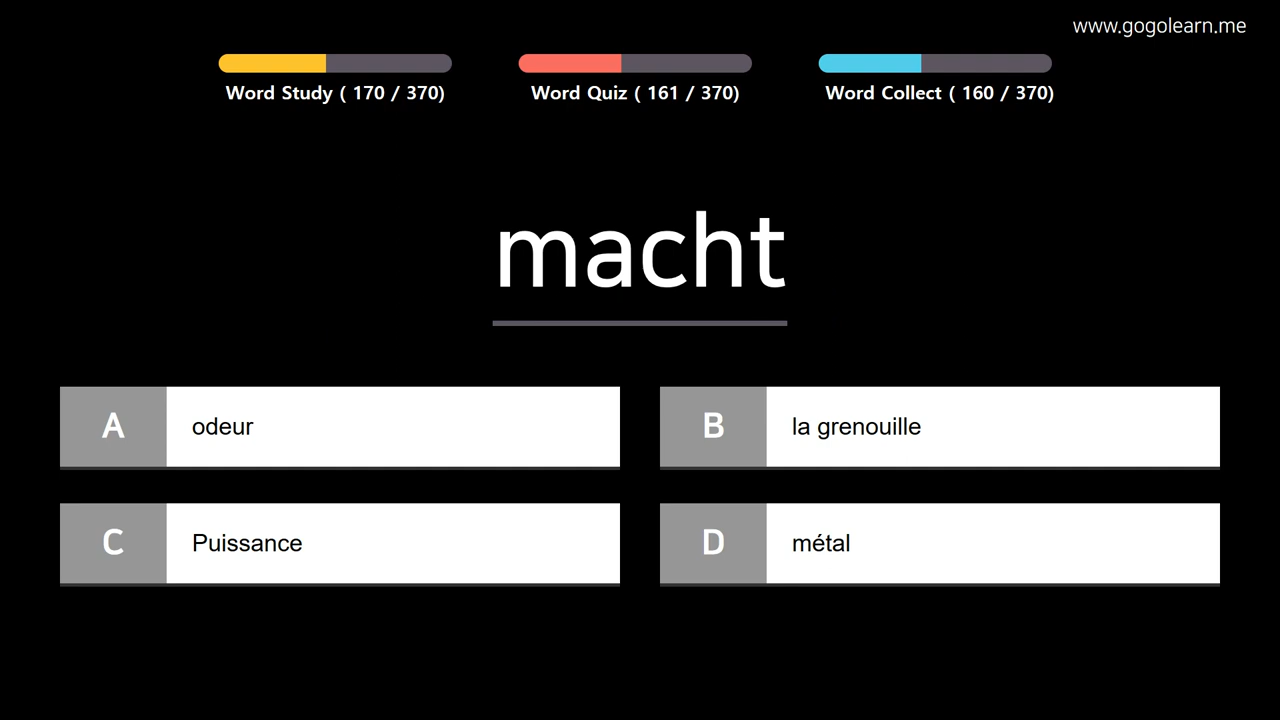 www.gogolearn.me
Word Study ( 170 / 370)
Word Quiz ( 161 / 370)
Word Collect ( 160 / 370)
macht
A odeur
B la grenouille
C Puissance
D métal